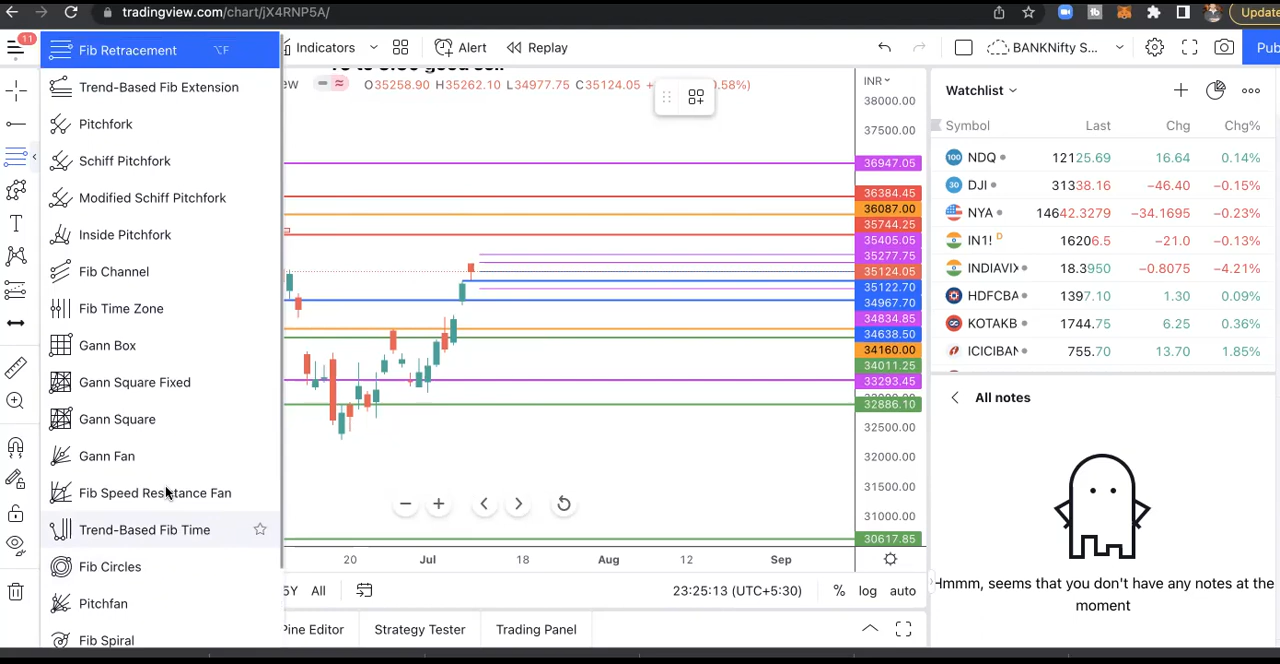 tradingview.com/chart/jX4RNP5A/
Update
11
Fib Retracement ⌥F
Indicators
Alert
Replay
BANKNifty S...
Pub
Trend-Based Fib Extension
Pitchfork
Schiff Pitchfork
Modified Schiff Pitchfork
Inside Pitchfork
Fib Channel
Fib Time Zone
Gann Box
Gann Square Fixed
Gann Square
Gann Fan
Fib Speed Resistance Fan
Trend-Based Fib Time
Fib Circles
Pitchfan
Fib Spiral
O35258.90 H35262.10 L34977.75 C35124.05
0.58%)
INR
38000.00
37500.00
36947.05
36384.45
36087.00
35744.25
35405.05
35277.75
35124.05
35122.70
34967.70
34834.85
34638.50
34160.00
34011.25
33293.45
32886.10
32500.00
32000.00
31500.00
31000.00
30617.85
20 Jul 18 Aug 12 Sep
5Y All
23:25:13 (UTC+5:30) % log auto
Pine Editor Strategy Tester Trading Panel
Watchlist
Symbol Last Chg Chg%
100 NDQ 12125.69 16.64 0.14%
30 DJI 31338.16 −46.40 −0.15%
NYA 14642.3279 −34.1695 −0.23%
IN1! D 16206.5 −21.0 −0.13%
INDIAVIX 18.3950 −0.8075 −4.21%
HDFCBA 1397.10 1.30 0.09%
KOTAKB 1744.75 6.25 0.36%
ICICIBAN 755.70 13.70 1.85%
All notes
Hmmm, seems that you don't have any notes at the
moment